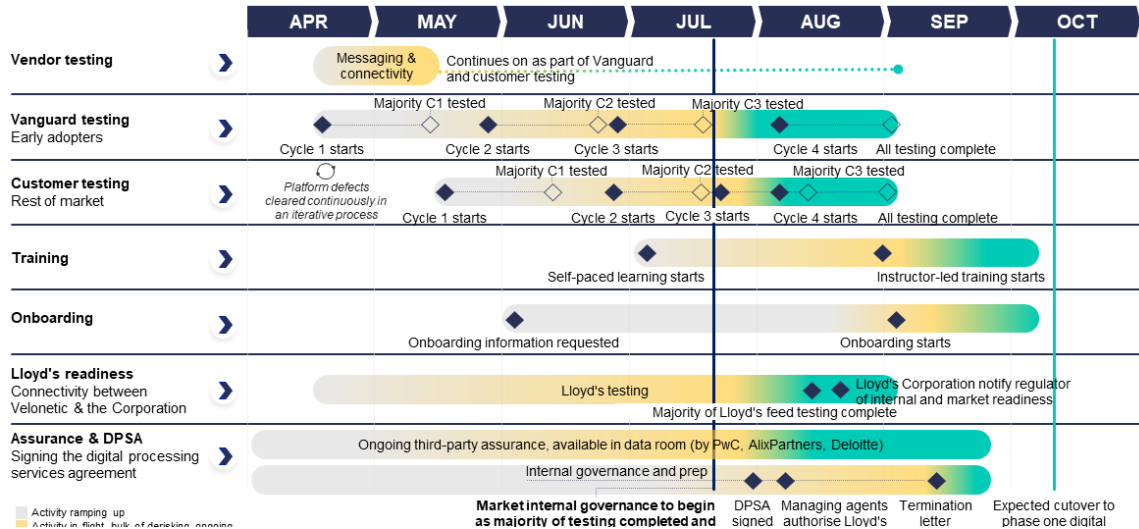 APR MAY JUN JUL AUG SEP OCT
Vendor testing
Messaging &
connectivity
Continues on as part of Vanguard
and customer testing
Vanguard testing
Early adopters
Majority C1 tested Majority C2 tested Majority C3 tested
Cycle 1 starts Cycle 2 starts Cycle 3 starts Cycle 4 starts All testing complete
Customer testing
Rest of market
Platform defects
cleared continuously in
an iterative process
Majority C1 tested Majority C2 tested Majority C3 tested
Cycle 1 starts Cycle 2 starts Cycle 3 starts Cycle 4 starts All testing complete
Training
Self-paced learning starts Instructor-led training starts
Onboarding
Onboarding information requested Onboarding starts
Lloyd's readiness
Connectivity between
Velonetic & the Corporation
Lloyd's testing
Lloyd's Corporation notify regulator
of internal and market readiness
Majority of Lloyd's feed testing complete
Assurance & DPSA
Signing the digital processing
services agreement
Ongoing third-party assurance, available in data room (by PwC, AlixPartners, Deloitte)
Internal governance and prep
Market internal governance to begin
as majority of testing completed and
DPSA
signed
Managing agents
authorise Lloyd's
Termination
letter
Expected cutover to
phase one digital
Activity ramping up
Activity in flight, bulk of derisking ongoing